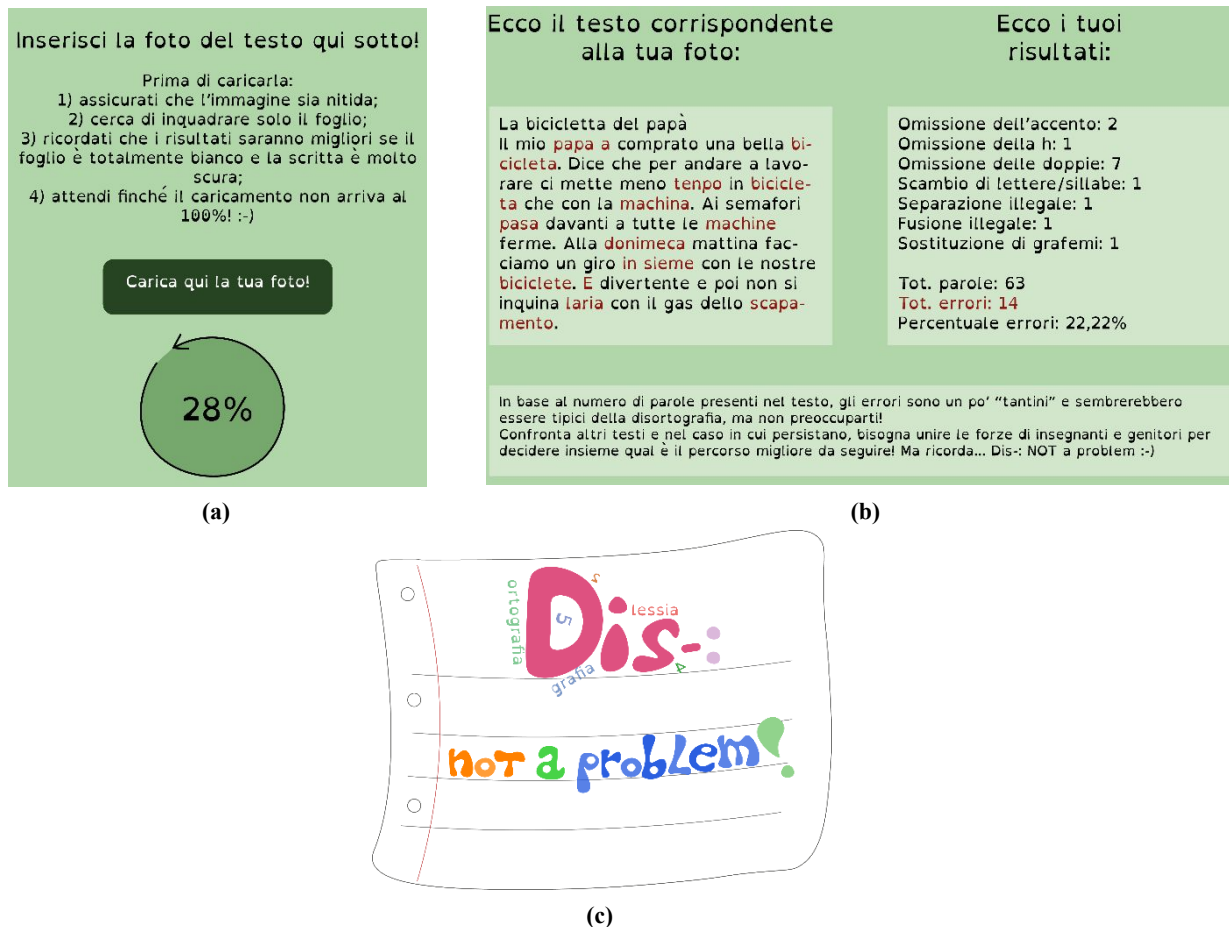 Inserisci la foto del testo qui sotto!
Prima di caricarla:
1) assicurati che l'immagine sia nitida;
2) cerca di inquadrare solo il foglio;
3) ricordati che i risultati saranno migliori se il
foglio è totalmente bianco e la scritta è molto
scura;
4) attendi finché il caricamento non arriva al
100%! :-)
Carica qui la tua foto!
28%
(a)
Ecco il testo corrispondente
alla tua foto:
La bicicletta del papà
Il mio papa a comprato una bella bi-
cicleta. Dice che per andare a lavo-
rare ci mette meno tenpo in bicicle-
ta che con la machina. Ai semafori
pasa davanti a tutte le machine
ferme. Alla donimeca mattina fac-
ciamo un giro in sieme con le nostre
biciclete. E divertente e poi non si
inquina laria con il gas dello scapa-
mento.
Ecco i tuoi
risultati:
Omissione dell'accento: 2
Omissione della h: 1
Omissione delle doppie: 7
Scambio di lettere/sillabe: 1
Separazione illegale: 1
Fusione illegale: 1
Sostituzione di grafemi: 1
Tot. parole: 63
Tot. errori: 14
Percentuale errori: 22,22%
In base al numero di parole presenti nel testo, gli errori sono un po' "tantini" e sembrerebbero
essere tipici della disortografia, ma non preoccuparti!
Confronta altri testi e nel caso in cui persistano, bisogna unire le forze di insegnanti e genitori per
decidere insieme qual è il percorso migliore da seguire! Ma ricorda... Dis-: NOT a problem :-)
(b)
ortografia
Dis-:
2
5
lessia
4
grafia
noT a probLem!
(c)